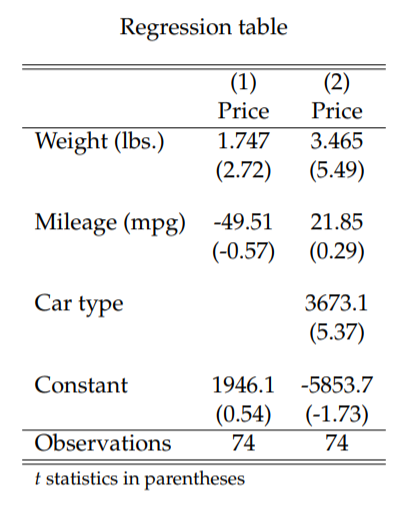 Regression table
(1) (2)
Price Price
Weight (lbs.) 1.747 3.465
(2.72) (5.49)
Mileage (mpg) -49.51 21.85
(-0.57) (0.29)
Car type 3673.1
(5.37)
Constant 1946.1 -5853.7
(0.54) (-1.73)
Observations 74 74
t statistics in parentheses